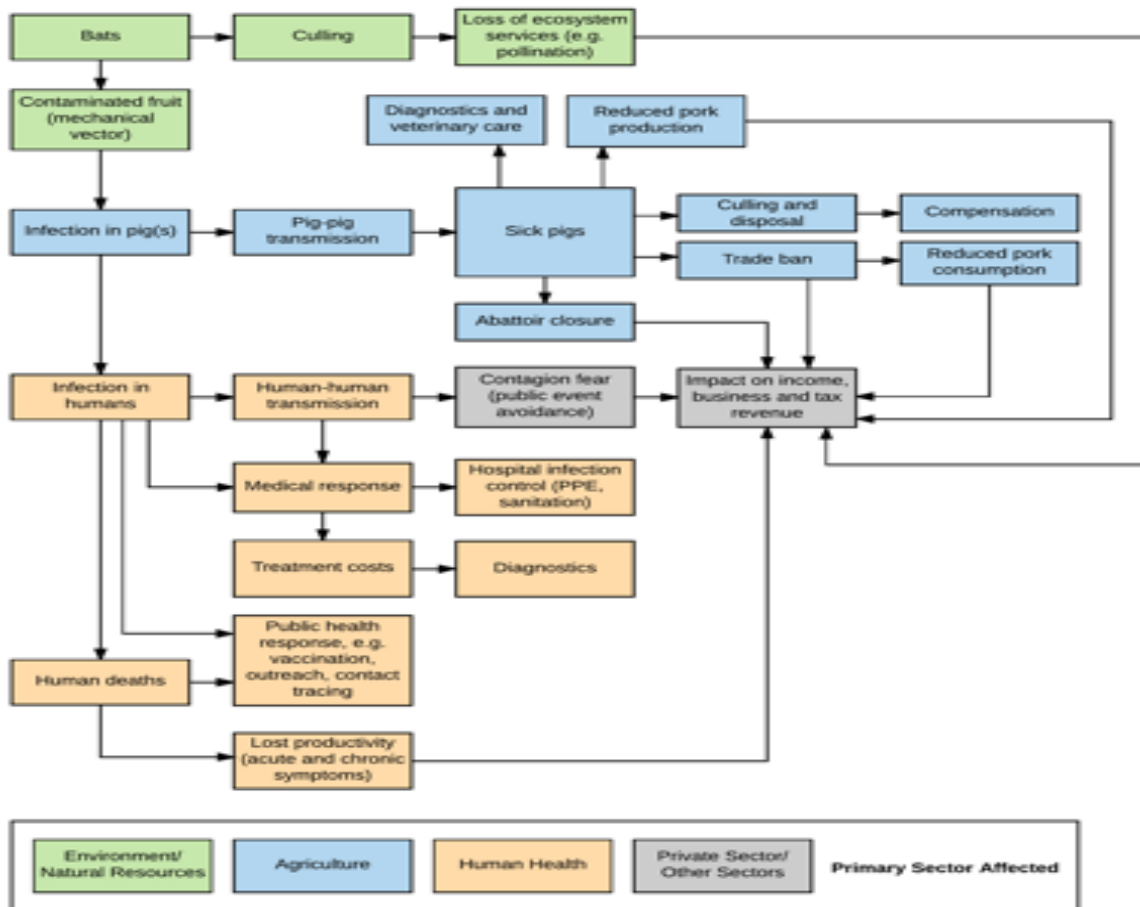 Bats
Culling
Loss of ecosystem
services (e.g.
pollination)
Contaminated fruit
(mechanical
vector)
Diagnostics and
veterinary care
Reduced pork
production
Infection in pig(s)
Pig-pig
transmission
Sick pigs
Culling and
disposal
Compensation
Trade ban
Reduced pork
consumption
Abattoir closure
Infection in
humans
Human-human
transmission
Contagion fear
(public event
avoidance)
Impact on income,
business and tax
revenue
Medical response
Hospital infection
control (PPE,
sanitation)
Treatment costs
Diagnostics
Public health
response, e.g.
vaccination,
outreach, contact
tracing
Human deaths
Lost productivity
(acute and chronic
symptoms)
Environment/
Natural Resources
Agriculture
Human Health
Private Sector/
Other Sectors
Primary Sector Affected